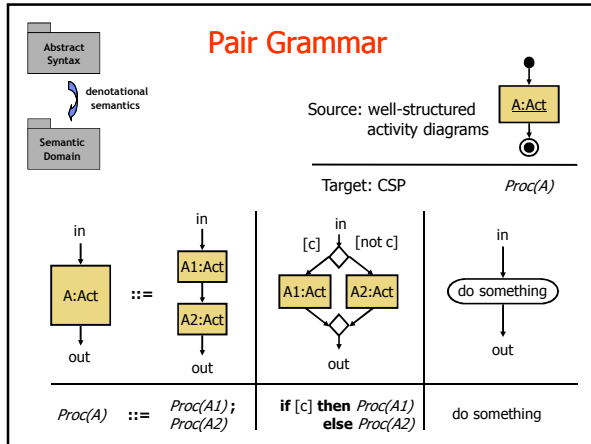 Pair Grammar
Abstract
Syntax
denotational
semantics
Semantic
Domain
Source: well-structured
activity diagrams
A:Act
Target: CSP
Proc(A)
in
A:Act
out
::=
in
A1:Act
A2:Act
out
in
[c]
[not c]
A1:Act
A2:Act
out
in
do something
out
Proc(A) ::= Proc(A1) ;
Proc(A2)
if [c] then Proc(A1)
else Proc(A2)
do something